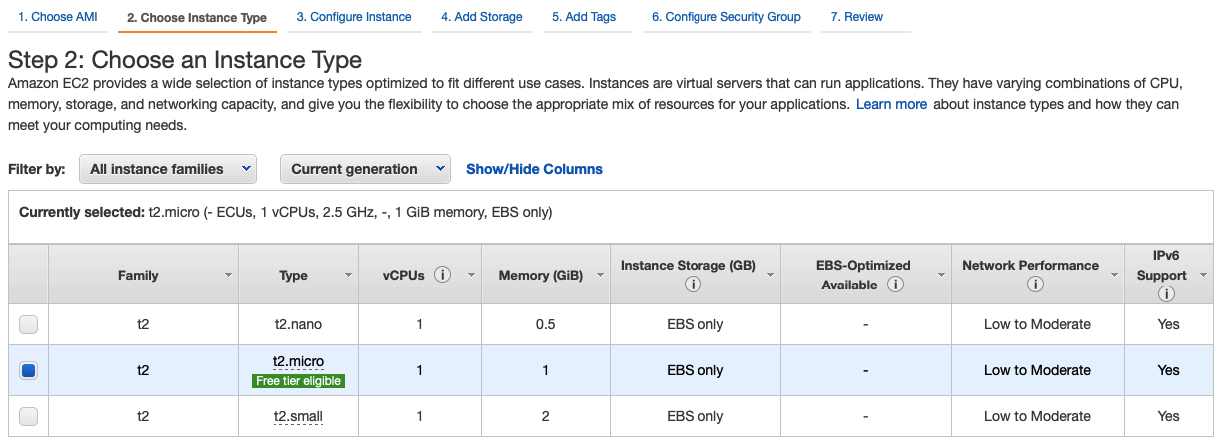 1. Choose AMI 2. Choose Instance Type 3. Configure Instance 4. Add Storage 5. Add Tags 6. Configure Security Group 7. Review
Step 2: Choose an Instance Type
Amazon EC2 provides a wide selection of instance types optimized to fit different use cases. Instances are virtual servers that can run applications. They have varying combinations of CPU,
memory, storage, and networking capacity, and give you the flexibility to choose the appropriate mix of resources for your applications. Learn more about instance types and how they can
meet your computing needs.
Filter by: All instance families Current generation Show/Hide Columns
Currently selected: t2.micro (- ECUs, 1 vCPUs, 2.5 GHz, -, 1 GiB memory, EBS only)
Family Type vCPUs i Memory (GiB) Instance Storage (GB) i EBS-Optimized Available i Network Performance i IPv6 Support i
t2 t2.nano 1 0.5 EBS only - Low to Moderate Yes
t2 t2.micro 1 1 EBS only - Low to Moderate Yes
Free tier eligible
t2 t2.small 1 2 EBS only - Low to Moderate Yes